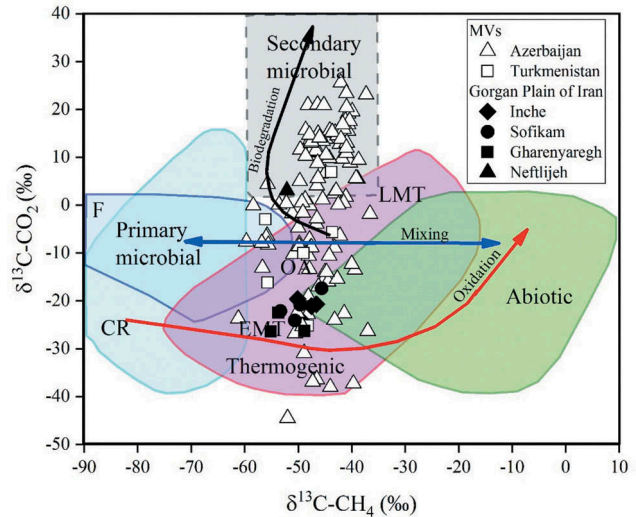 MVs
Azerbaijan
Turkmenistan
Gorgan Plain of Iran
Inche
Sofikam
Gharenyaregh
Neftlijeh
Secondary
microbial
Biodegradation
LMT
F
Primary
microbial
Mixing
OA
Abiotic
Oxidation
CR
EMT
Thermogenic
δ¹³C-CO₂ (‰)
40
30
20
10
0
-10
-20
-30
-40
-50
-90 -80 -70 -60 -50 -40 -30 -20 -10 0 10
δ¹³C-CH₄ (‰)